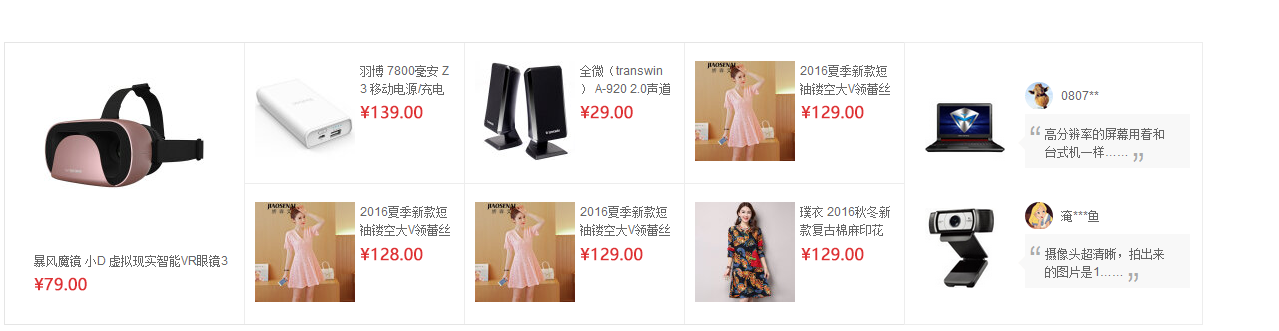 暴风魔镜 小D 虚拟现实智能VR眼镜3
¥79.00
羽博 7800毫安 Z
3 移动电源/充电
¥139.00
全微（transwin
） A-920 2.0声道
¥29.00
JIAOSENAI
2016夏季新款短
袖镂空大V领蕾丝
¥129.00
JIAOSENAI
2016夏季新款短
袖镂空大V领蕾丝
¥128.00
JIAOSENAI
2016夏季新款短
袖镂空大V领蕾丝
¥129.00
璞衣 2016秋冬新
款复古棉麻印花
¥129.00
0807**
“ 高分辨率的屏幕用着和
台式机一样…… ”
淹***鱼
“ 摄像头超清晰，拍出来
的图片是1…… ”